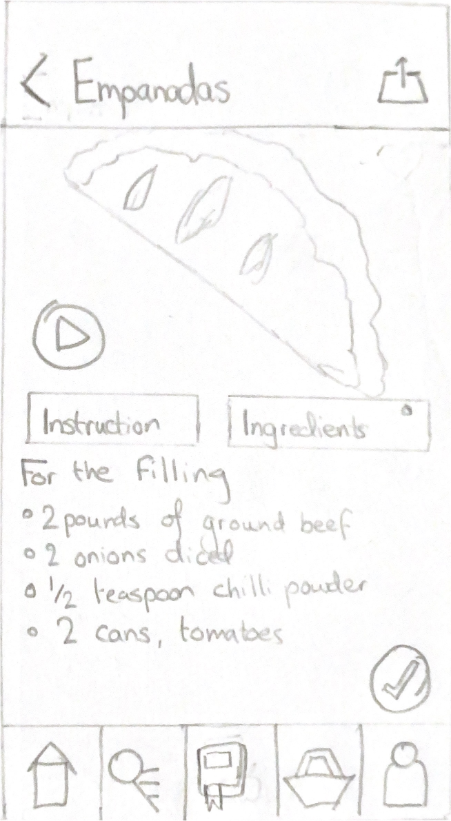 Empanadas
Instruction
Ingredients
For the Filling
2 pounds of ground beef
2 onions diced
1/2 teaspoon chilli powder
2 cans, tomatoes